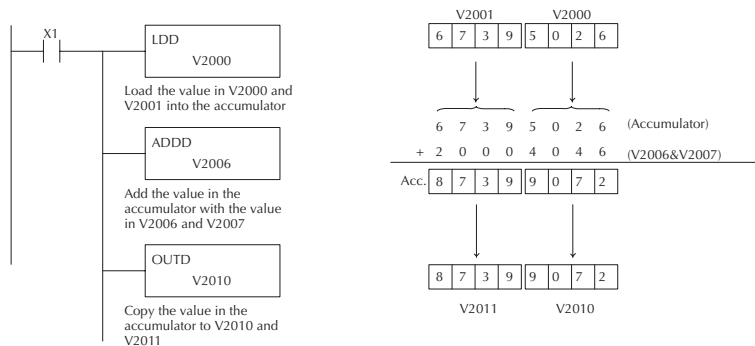 X1
LDD
V2000
Load the value in V2000 and
V2001 into the accumulator
ADDD
V2006
Add the value in the
accumulator with the value
in V2006 and V2007
OUTD
V2010
Copy the value in the
accumulator to V2010 and
V2011
V2001 V2000
6 7 3 9 5 0 2 6
6 7 3 9 5 0 2 6 (Accumulator)
+ 2 0 0 0 4 0 4 6 (V2006&V2007)
Acc. 8 7 3 9 9 0 7 2
8 7 3 9 9 0 7 2
V2011 V2010